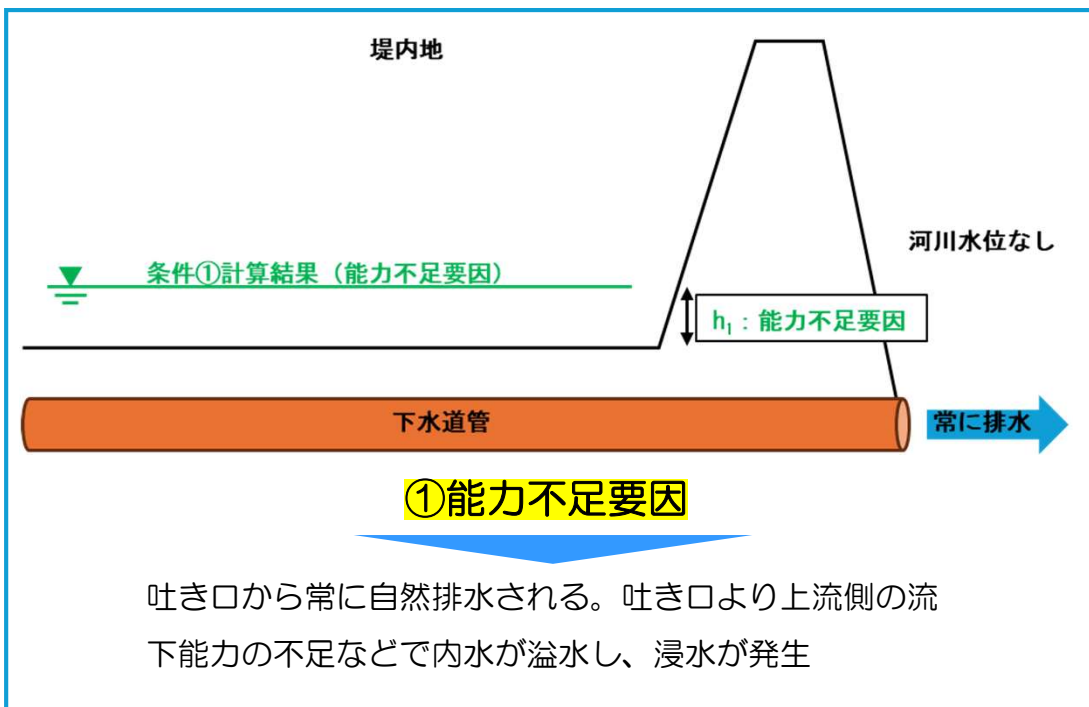 堤内地
河川水位なし
条件①計算結果（能力不足要因）
h₁：能力不足要因
下水道管
常に排水
①能力不足要因
吐き口から常に自然排水される。吐き口より上流側の流
下能力の不足などで内水が溢水し、浸水が発生